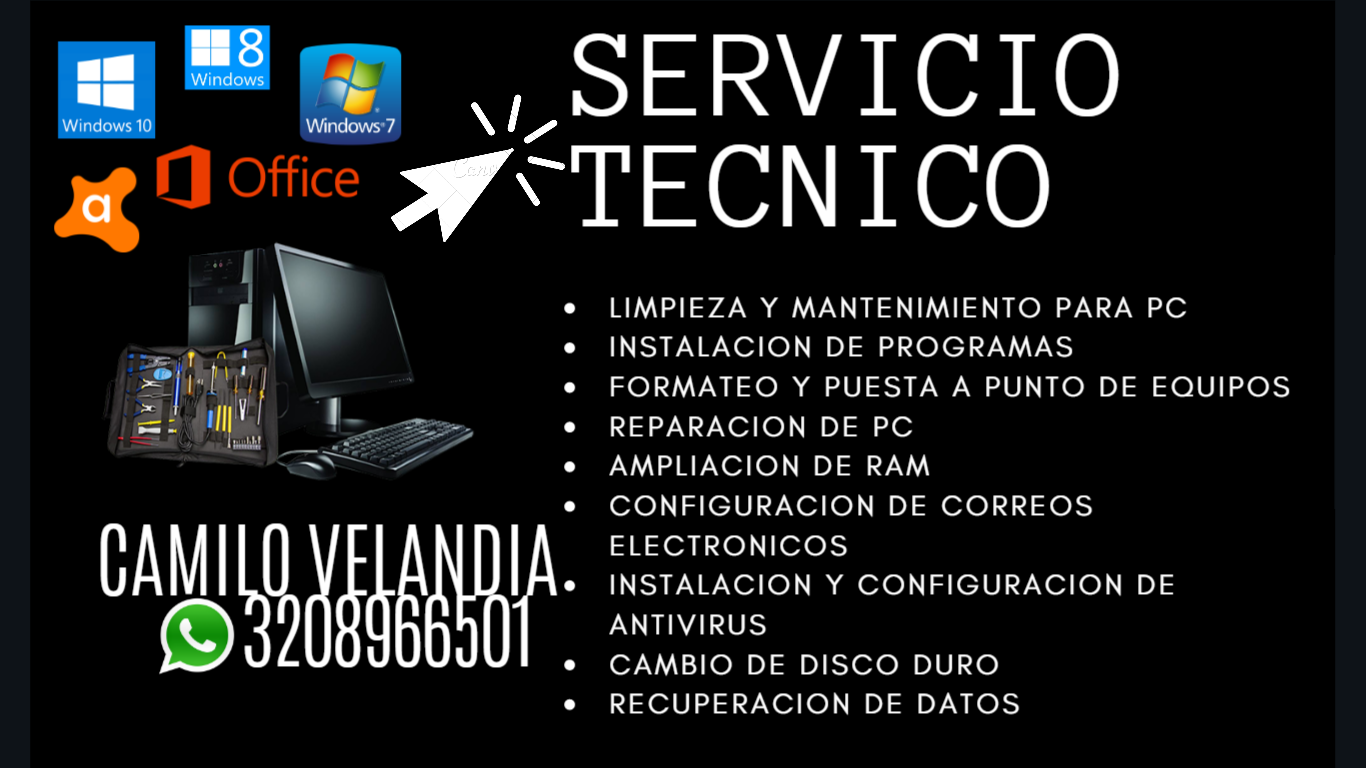 8
Windows
Windows 10
Windows 7
Office
a
Canva
SERVICIO
TECNICO
• LIMPIEZA Y MANTENIMIENTO PARA PC
• INSTALACION DE PROGRAMAS
• FORMATEO Y PUESTA A PUNTO DE EQUIPOS
• REPARACION DE PC
• AMPLIACION DE RAM
• CONFIGURACION DE CORREOS
ELECTRONICOS
• INSTALACION Y CONFIGURACION DE
ANTIVIRUS
• CAMBIO DE DISCO DURO
• RECUPERACION DE DATOS
CAMILO VELANDIA
3208966501